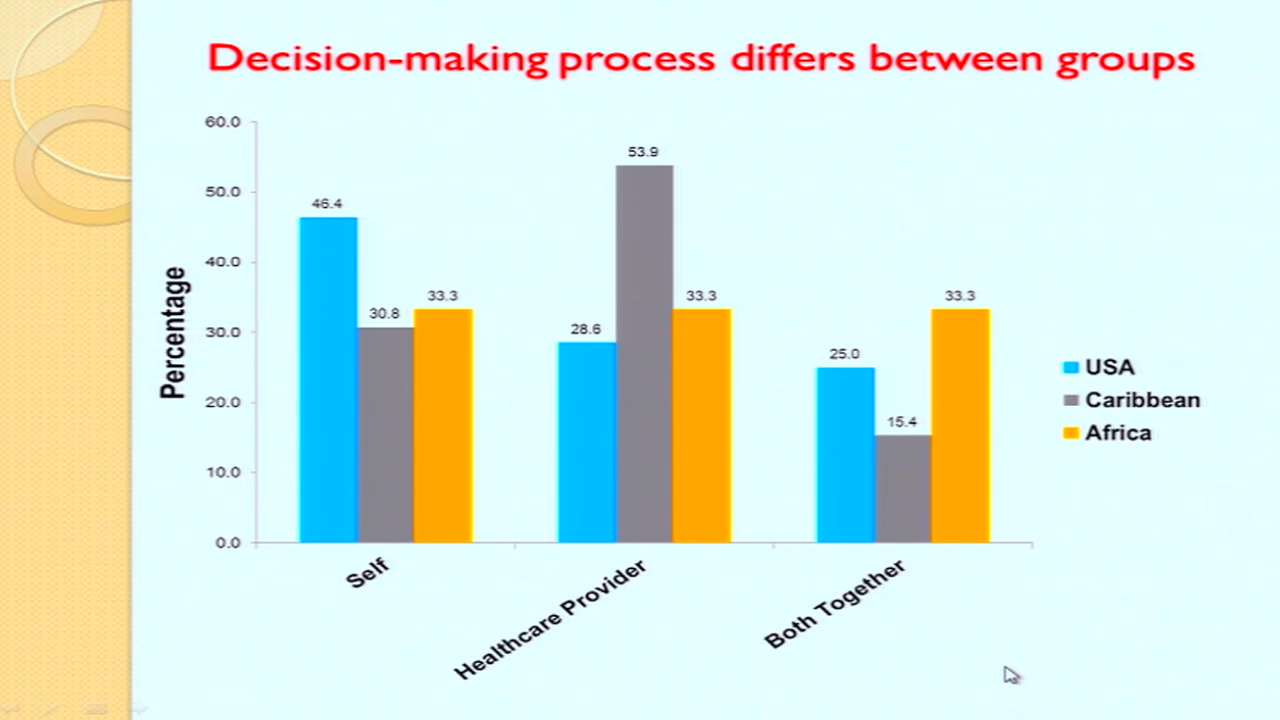 Decision-making process differs between groups
Percentage
60.0
50.0
40.0
30.0
20.0
10.0
0.0
46.4
30.8
33.3
28.6
53.9
33.3
25.0
15.4
33.3
Self
Healthcare Provider
Both Together
USA
Caribbean
Africa